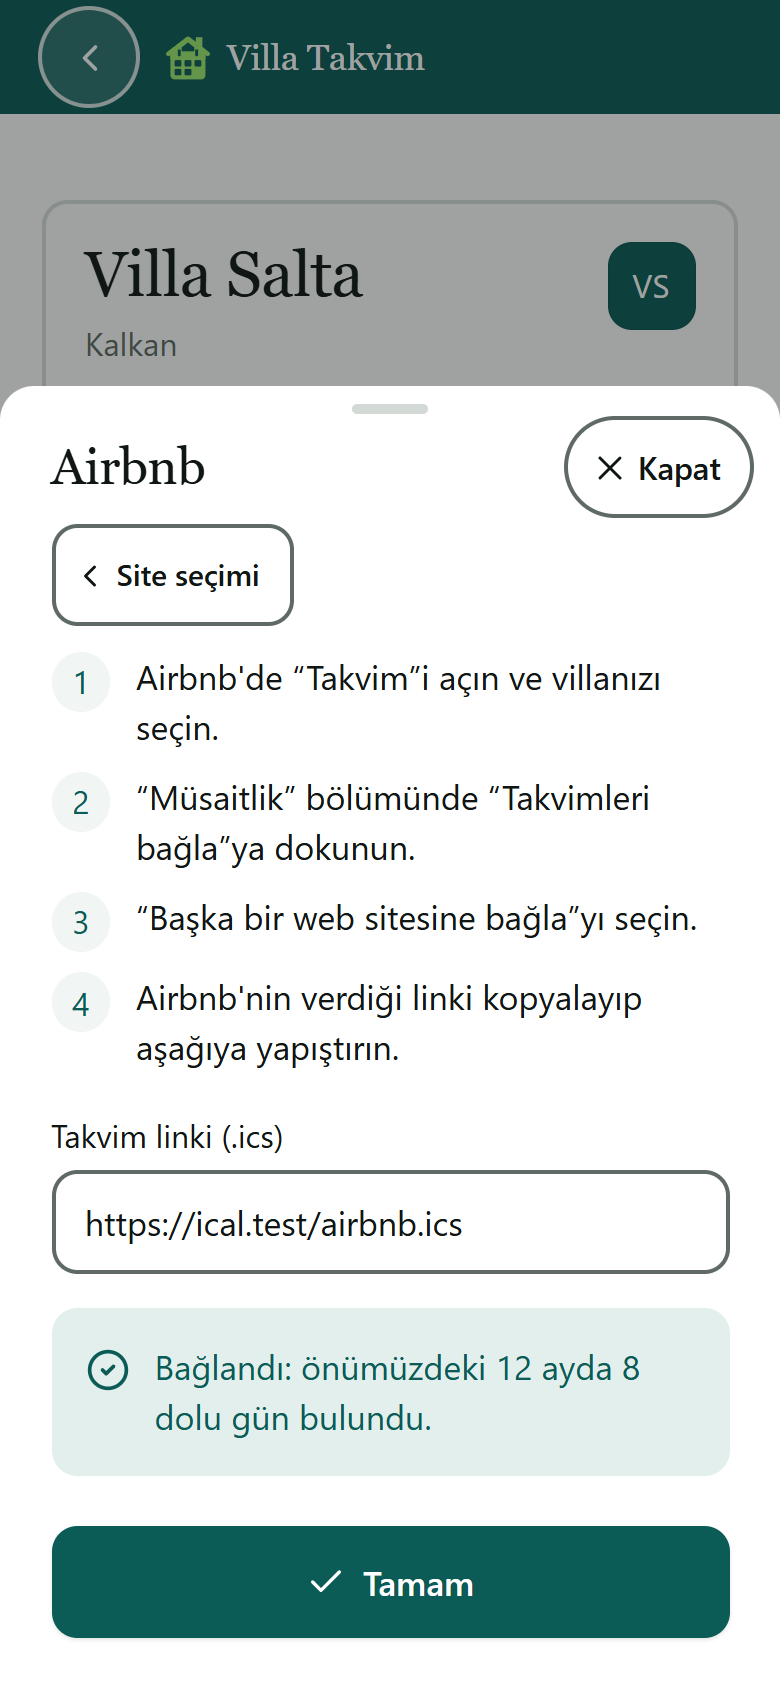 Villa Takvim
Villa Salta
VS
Kalkan
Airbnb
Kapat
Site seçimi
1
Airbnb'de “Takvim”i açın ve villanızı
seçin.
2
“Müsaitlik” bölümünde “Takvimleri
bağla”ya dokunun.
3
“Başka bir web sitesine bağla”yı seçin.
4
Airbnb'nin verdiği linki kopyalayıp
aşağıya yapıştırın.
Takvim linki (.ics)
https://ical.test/airbnb.ics
Bağlandı: önümüzdeki 12 ayda 8
dolu gün bulundu.
Tamam